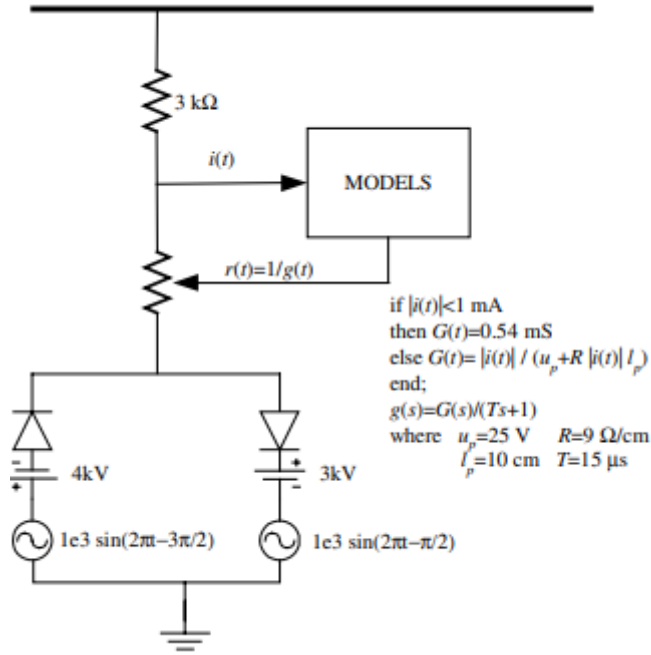 3 kΩ
i(t)
MODELS
r(t)=1/g(t)
if |i(t)|<1 mA
then G(t)=0.54 mS
else G(t)= |i(t)| / (u_p+R |i(t)| l_p)
end;
g(s)=G(s)/(Ts+1)
where u_p=25 V R=9 Ω/cm
l_p=10 cm T=15 μs
- +
4kV 3kV
+ -
1e3 sin(2πt−3π/2) 1e3 sin(2πt−π/2)